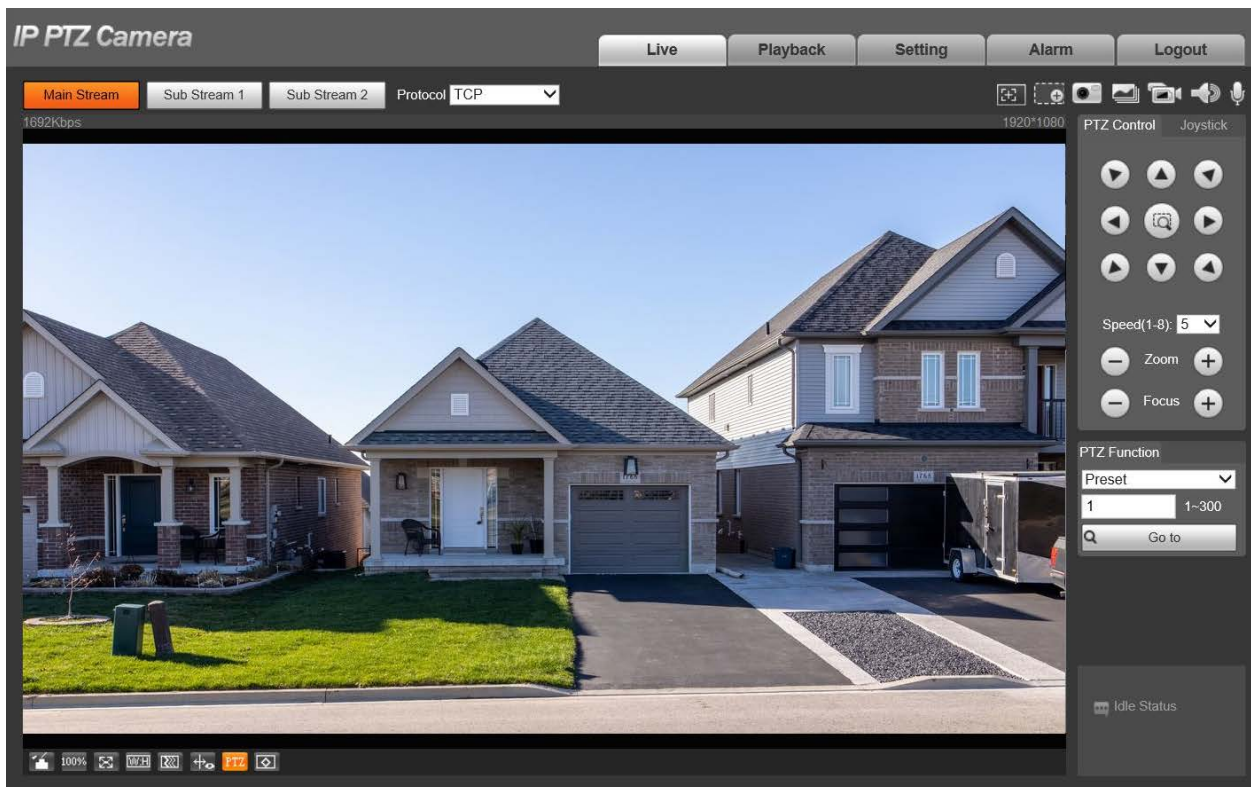 IP PTZ Camera
Live Playback Setting Alarm Logout
Main Stream Sub Stream 1 Sub Stream 2 Protocol TCP
1692Kbps 1920*1080
PTZ Control Joystick
Speed(1-8): 5
Zoom
Focus
PTZ Function
Preset
1 1~300
Go to
Idle Status
100% W:H PTZ